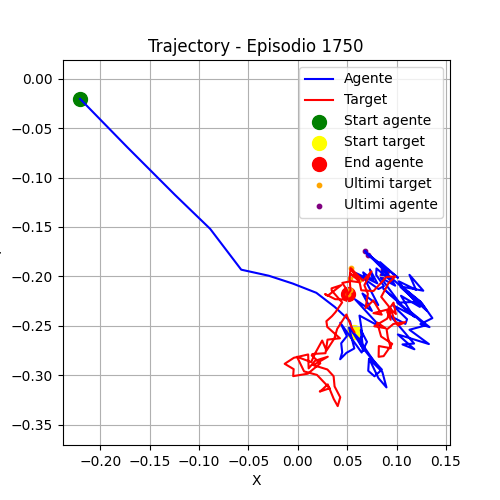 Trajectory - Episodio 1750
Agente
Target
Start agente
Start target
End agente
Ultimi target
Ultimi agente
0.00
−0.05
−0.10
−0.15
−0.20
−0.25
−0.30
−0.35
−0.20
−0.15
−0.10
−0.05
0.00
0.05
0.10
0.15
X